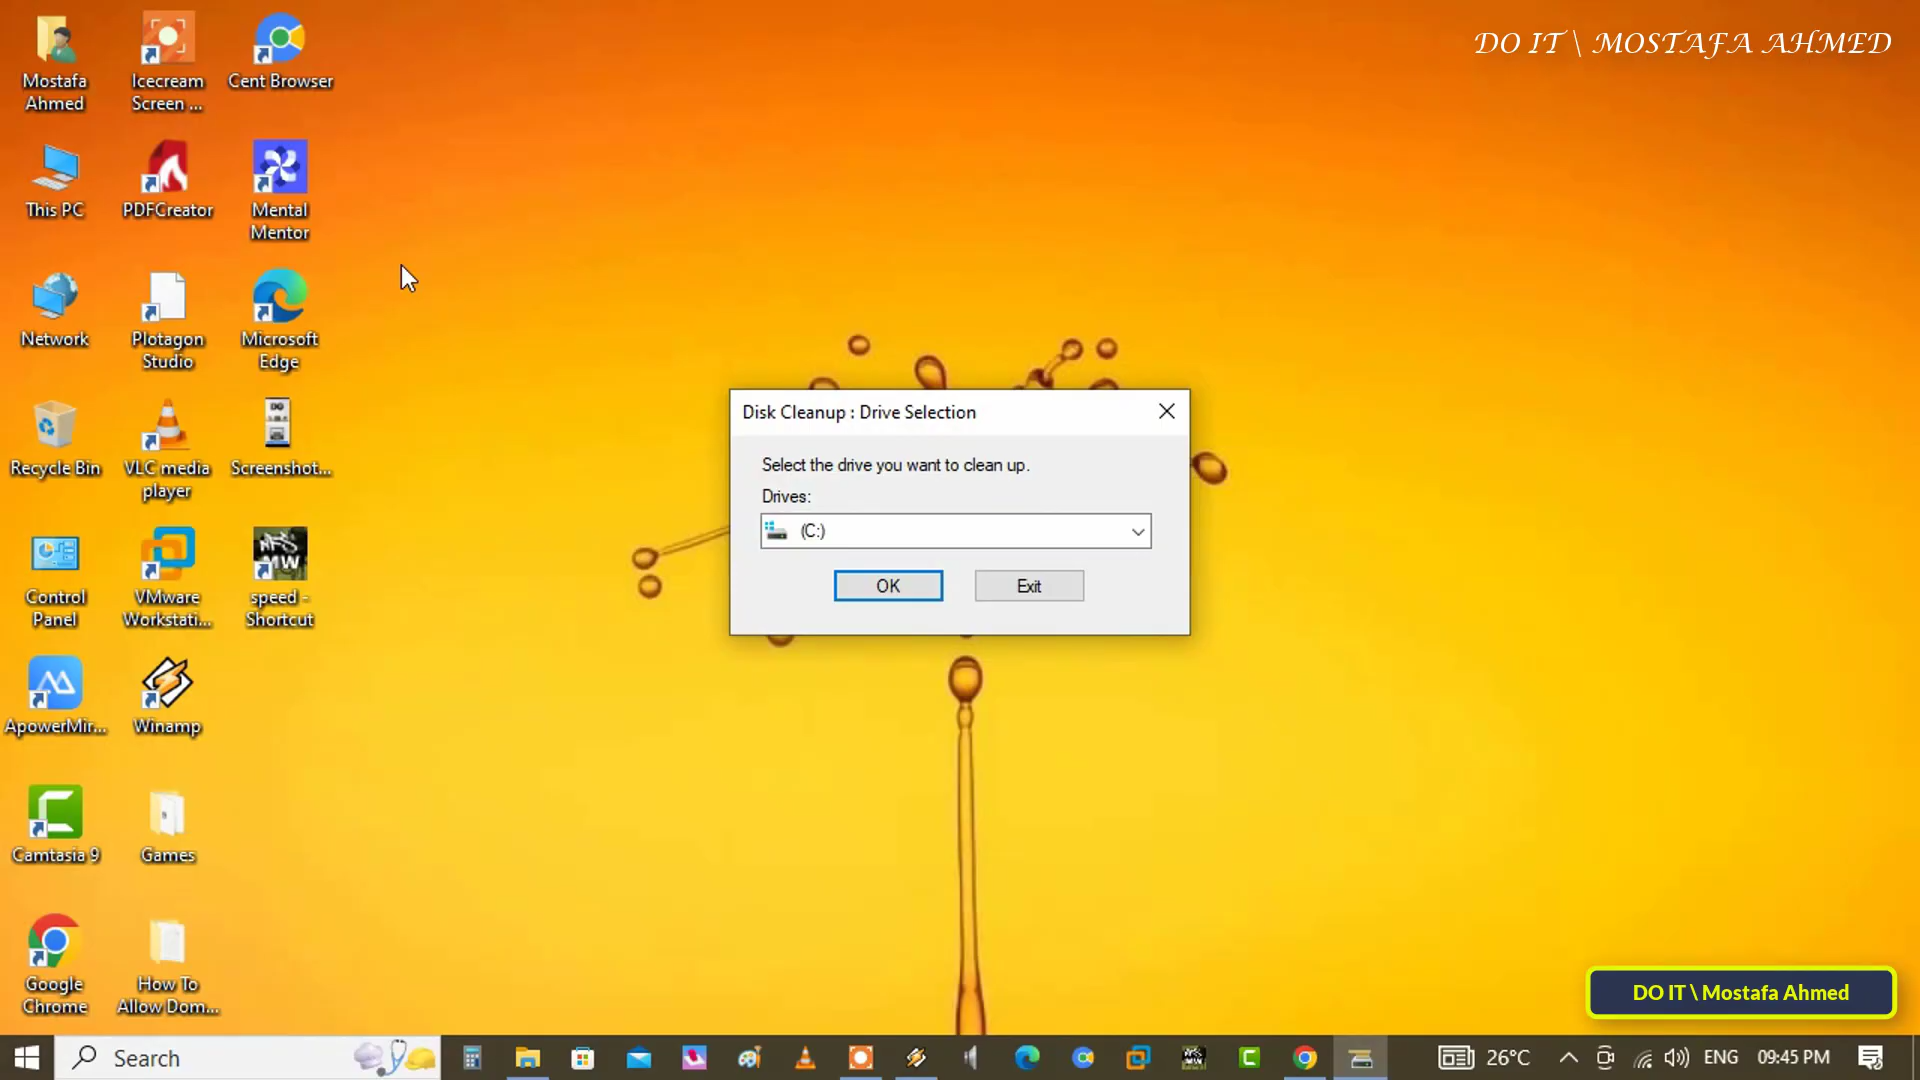 DO IT \ MOSTAFA AHMED
Mostafa
Ahmed
Icecream
Screen ...
Cent Browser
This PC
PDFCreator
Mental
Mentor
Network
Plotagon
Studio
Microsoft
Edge
Recycle Bin
VLC media
player
DO
Screenshot...
Control
Panel
VMware
Workstati...
NFS
MW
speed -
Shortcut
ApowerMir...
Winamp
Camtasia 9
Games
Google
Chrome
How To
Allow Dom...
Disk Cleanup : Drive Selection
Select the drive you want to clean up.
Drives:
(C:)
OK
Exit
DO IT \ Mostafa Ahmed
Search
26°C
ENG
09:45 PM